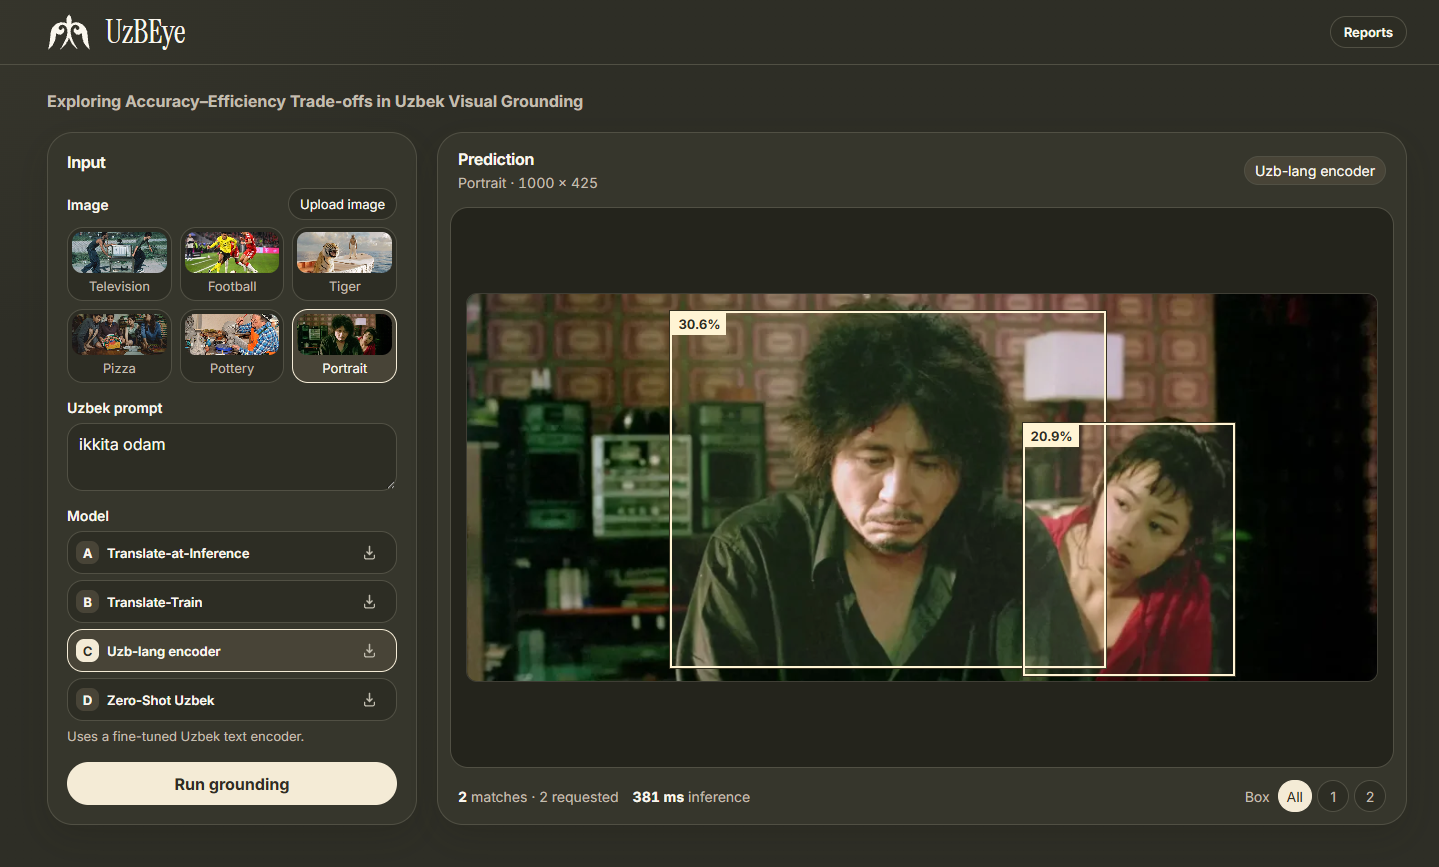 UzBEye
Reports
Exploring Accuracy–Efficiency Trade-offs in Uzbek Visual Grounding
Input
Image
Upload image
Television
Football
Tiger
Pizza
Pottery
Portrait
Uzbek prompt
ikkita odam
Model
A Translate-at-Inference
B Translate-Train
C Uzb-lang encoder
D Zero-Shot Uzbek
Uses a fine-tuned Uzbek text encoder.
Run grounding
Prediction
Portrait · 1000 × 425
Uzb-lang encoder
30.6%
20.9%
2 matches · 2 requested 381 ms inference
Box All 1 2